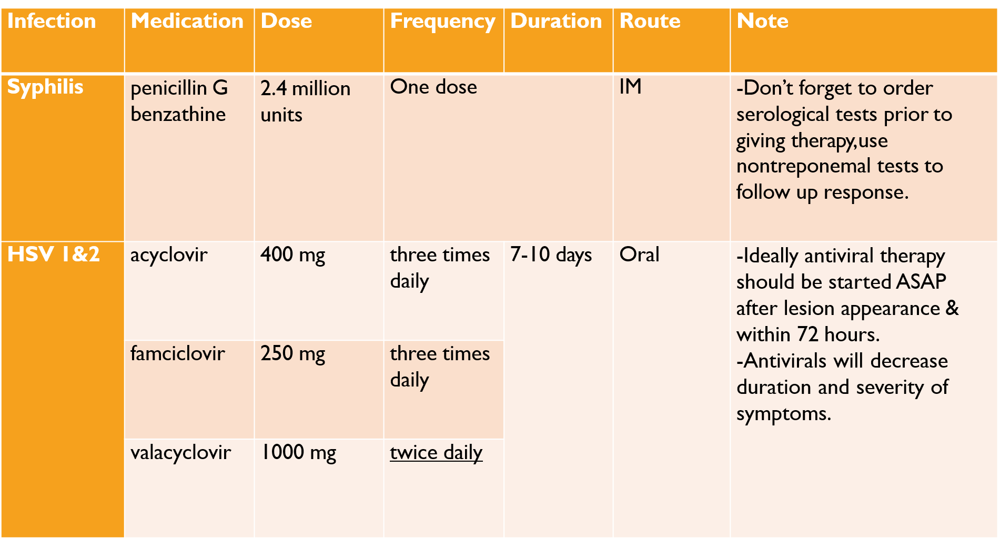 Infection Medication Dose Frequency Duration Route Note
Syphilis
penicillin G
benzathine
2.4 million
units
One dose
IM
-Don’t forget to order
serological tests prior to
giving therapy,use
nontreponemal tests to
follow up response.
HSV 1&2
acyclovir
400 mg
three times
daily
7-10 days
Oral
-Ideally antiviral therapy
should be started ASAP
after lesion appearance &
within 72 hours.
-Antivirals will decrease
duration and severity of
symptoms.
famciclovir
250 mg
three times
daily
valacyclovir
1000 mg
twice daily